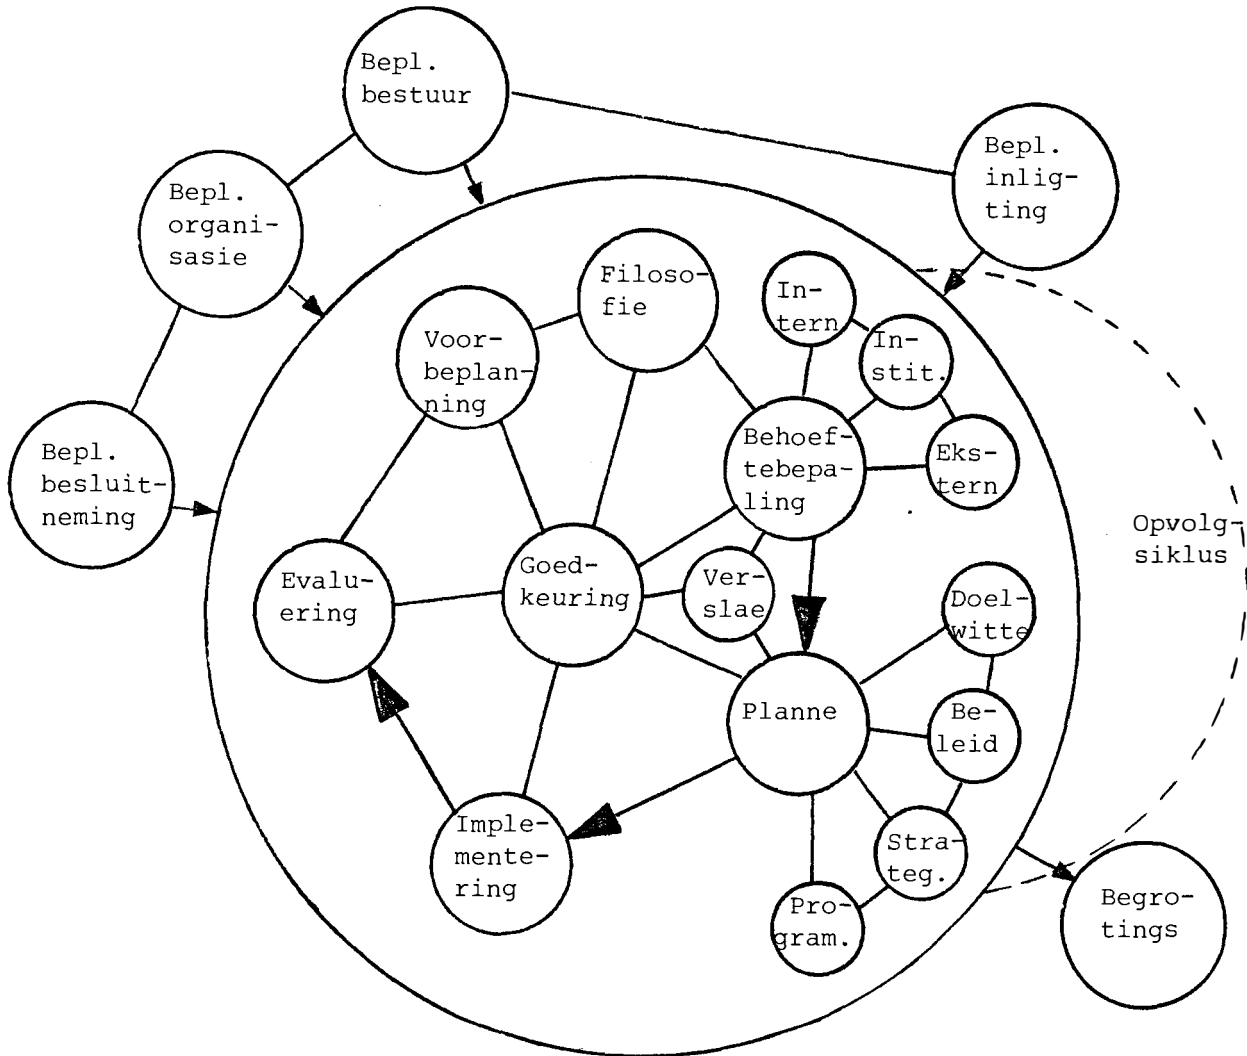 Bepl.
bestuur
Bepl.
inlig-
ting
Bepl.
organi-
sasie
Bepl.
besluit-
neming
Filoso-
fie
Voor-
beplan-
ning
In-
tern
In-
stit.
Eks-
tern
Behoef-
tebepa-
ling
Opvolg-
siklus
Goed-
keuring
Ver-
slae
Evalu-
ering
Doel-
witte
Planne
Be-
leid
Imple-
mente-
ring
Stra-
teg.
Pro-
gram.
Begro-
tings